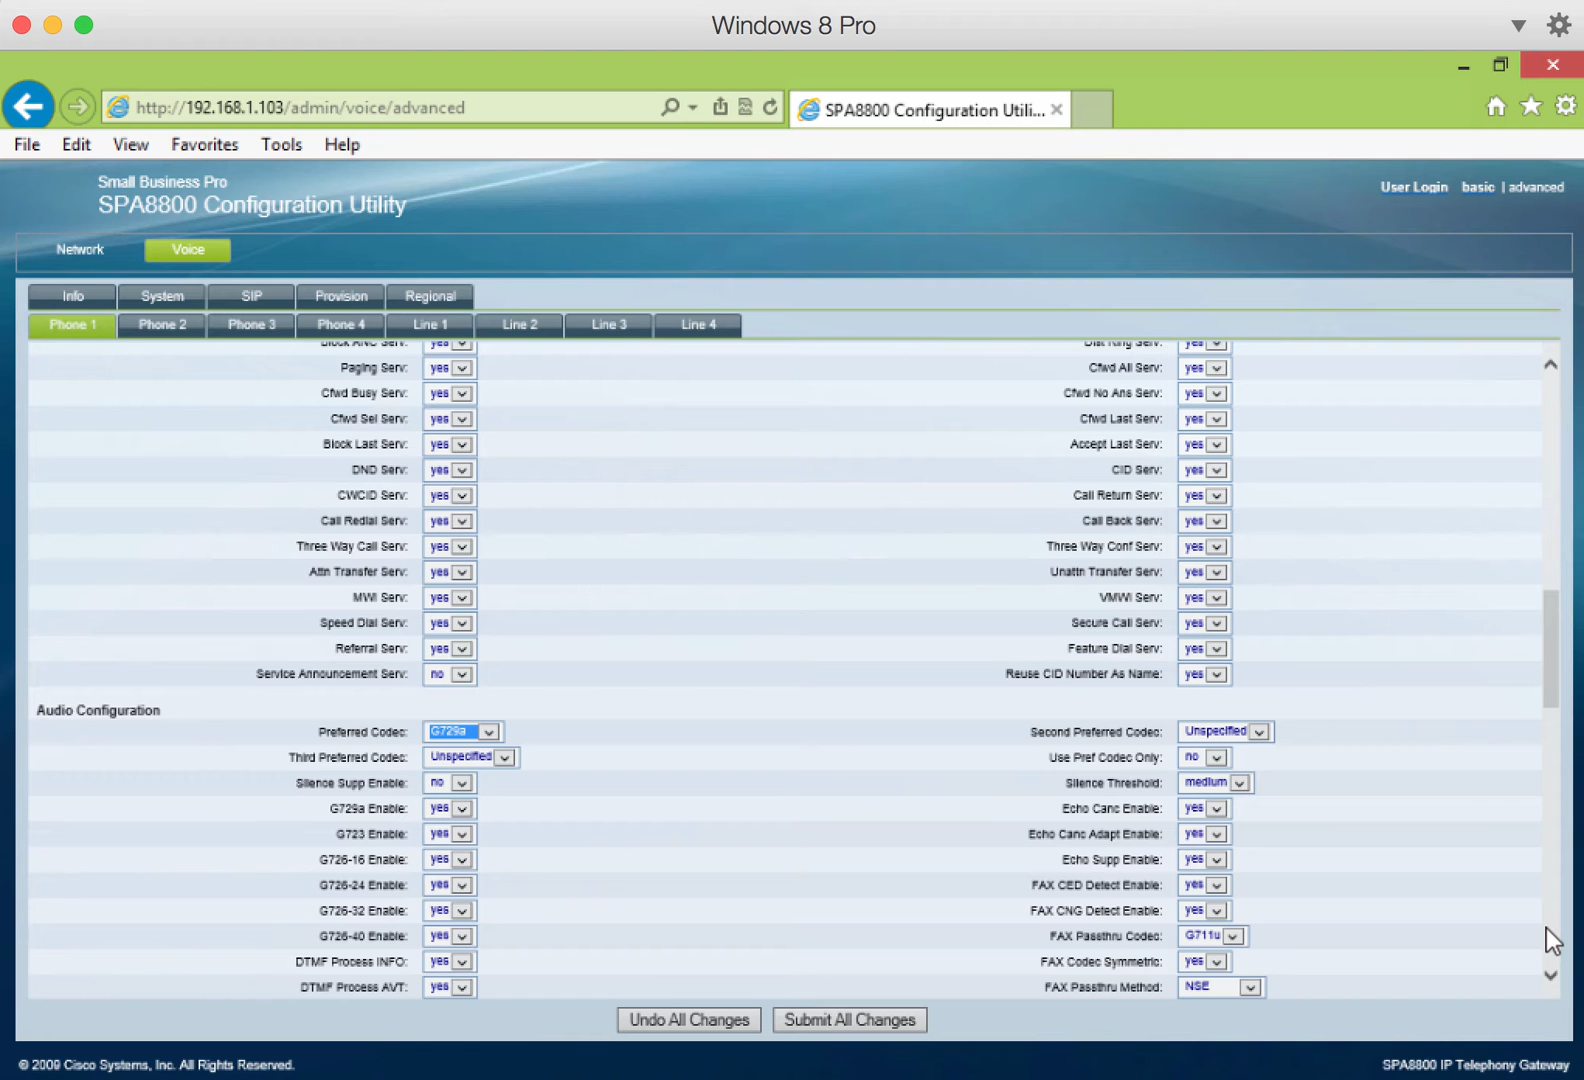 Windows 8 Pro
http://192.168.1.103/admin/voice/advanced
SPA8800 Configuration Utili...
File Edit View Favorites Tools Help
Small Business Pro
SPA8800 Configuration Utility
User Login basic | advanced
Network Voice
Info System SIP Provision Regional
Phone 1 Phone 2 Phone 3 Phone 4 Line 1 Line 2 Line 3 Line 4
Block ANC Serv: yes Dist Ring Serv: yes
Paging Serv: yes Cfwd All Serv: yes
Cfwd Busy Serv: yes Cfwd No Ans Serv: yes
Cfwd Sel Serv: yes Cfwd Last Serv: yes
Block Last Serv: yes Accept Last Serv: yes
DND Serv: yes CID Serv: yes
CWCID Serv: yes Call Return Serv: yes
Call Redial Serv: yes Call Back Serv: yes
Three Way Call Serv: yes Three Way Conf Serv: yes
Attn Transfer Serv: yes Unattn Transfer Serv: yes
MWI Serv: yes VMWI Serv: yes
Speed Dial Serv: yes Secure Call Serv: yes
Referral Serv: yes Feature Dial Serv: yes
Service Announcement Serv: no Reuse CID Number As Name: yes
Audio Configuration
Preferred Codec: G729a Second Preferred Codec: Unspecified
Third Preferred Codec: Unspecified Use Pref Codec Only: no
Silence Supp Enable: no Silence Threshold: medium
G729a Enable: yes Echo Canc Enable: yes
G723 Enable: yes Echo Canc Adapt Enable: yes
G726-16 Enable: yes Echo Supp Enable: yes
G726-24 Enable: yes FAX CED Detect Enable: yes
G726-32 Enable: yes FAX CNG Detect Enable: yes
G726-40 Enable: yes FAX Passthru Codec: G711u
DTMF Process INFO: yes FAX Codec Symmetric: yes
DTMF Process AVT: yes FAX Passthru Method: NSE
Undo All Changes Submit All Changes
© 2009 Cisco Systems, Inc. All Rights Reserved. SPA8800 IP Telephony Gateway